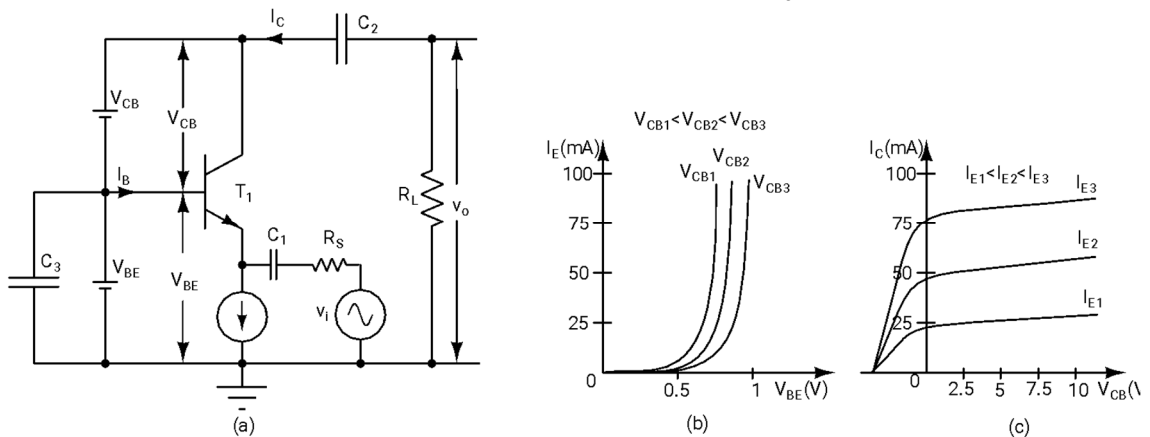 I_C
C_2
V_CB
V_CB
I_B
T_1
R_L
v_o
C_3
V_BE
V_BE
C_1
R_S
v_i
(a)
V_CB1<V_CB2<V_CB3
I_E(mA)
100
75
50
25
0
0.5
1
V_BE(V)
V_CB1
V_CB2
V_CB3
(b)
I_C(mA)
100
75
50
25
0
2.5
5
7.5
10
V_CB(V
I_E1<I_E2<I_E3
I_E3
I_E2
I_E1
(c)